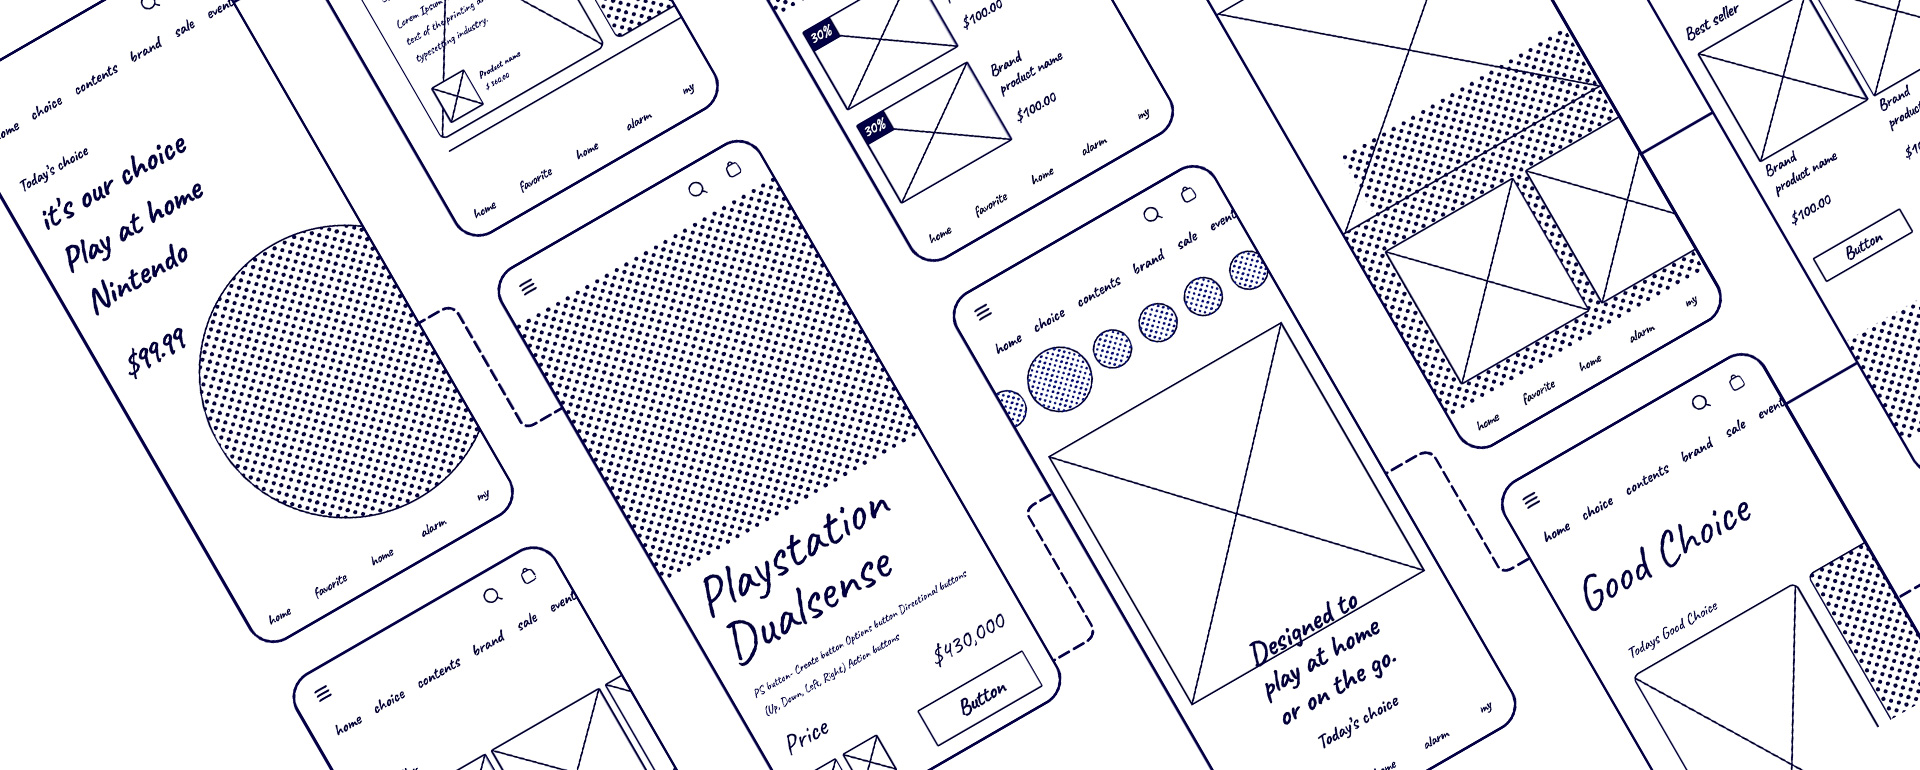 home choice contents brand sale event
Today's choice
it's our choice
Play at home
Nintendo
$99.99
home favorite home alarm my
Lorem Ipsum
text of the printing
typesetting industry.
Product name
home favorite home alarm my
home choice contents brand sale event
Playstation
Dualsense
PS button- Create button Options button Directional buttons
(Up, Down, Left, Right) Action buttons
$430,000
Price
Button
$100.00
30%
Brand
product name
$100.00
30%
home favorite home alarm my
home choice contents brand sale event
Designed to
play at home
or on the go.
Today's choice
home alarm my
home favorite home alarm my
home choice contents brand sale event
Good Choice
Todays Good Choice
Best seller
Brand
product name
$100.00
Button
Brand